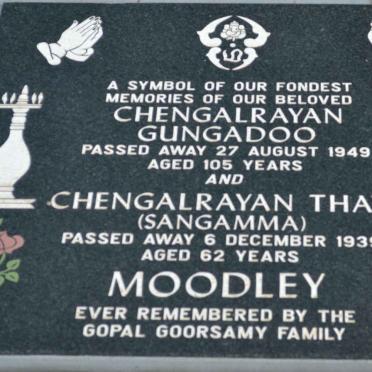 A SYMBOL OF OUR FONDEST
MEMORIES OF OUR BELOVED
CHENGALRAYAN
GUNGADOO
PASSED AWAY 27 AUGUST 1949
AGED 105 YEARS
AND
CHENGALRAYAN THA
(SANGAMMA)
PASSED AWAY 6 DECEMBER 1939
AGED 62 YEARS
MOODLEY
EVER REMEMBERED BY THE
GOPAL GOORSAMY FAMILY